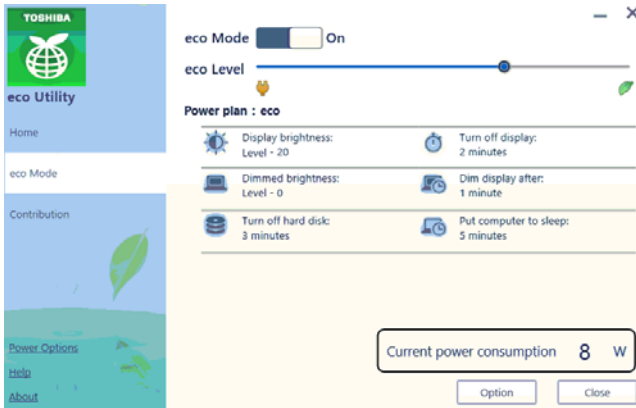 TOSHIBA
eco Utility
Home
eco Mode
Contribution
Power Options
Help
About
eco Mode On
eco Level
Power plan : eco
Display brightness:
Level - 20
Turn off display:
2 minutes
Dimmed brightness:
Level - 0
Dim display after:
1 minute
Turn off hard disk:
3 minutes
Put computer to sleep:
5 minutes
Current power consumption 8 W
Option
Close